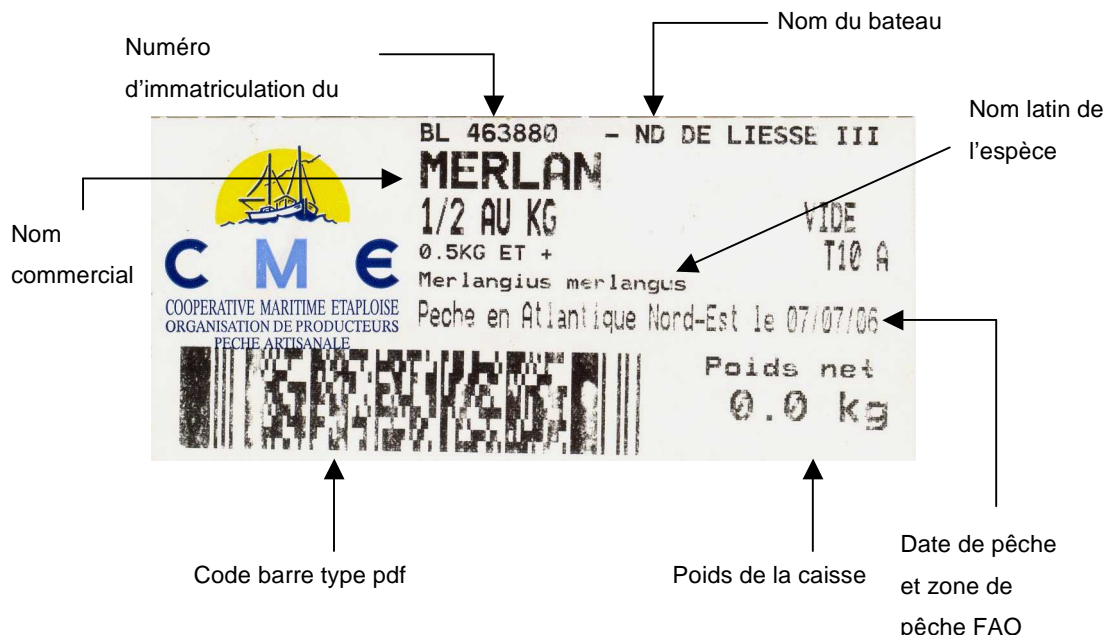 Nom du bateau
Numéro
d'immatriculation du
Nom latin de
l'espèce
BL 463880 - ND DE LIESSE III
MERLAN
1/2 AU KG
VIDE
0.5KG ET +
T10 A
Merlangius merlangus
Nom
commercial
C M E
COOPERATIVE MARITIME ETAPLOISE
ORGANISATION DE PRODUCTEURS
PECHE ARTISANALE
Peche en Atlantique Nord-Est le 07/07/06
Poids net
0.0 kg
Code barre type pdf
Poids de la caisse
Date de pêche
et zone de
pêche FAO